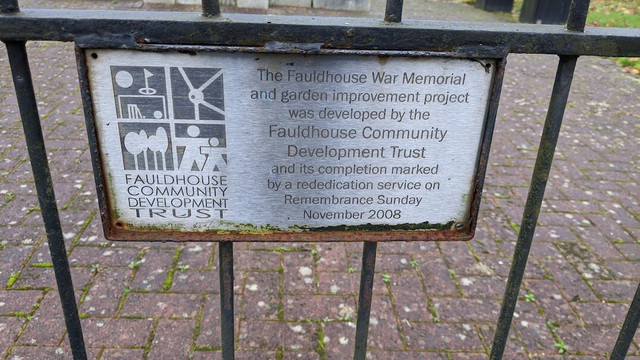 The Fauldhouse War Memorial
and garden improvement project
was developed by the
Fauldhouse Community
Development Trust
and its completion marked
by a rededication service on
Remembrance Sunday
November 2008
FAULDHOUSE
COMMUNITY
DEVELOPMENT
TRUST